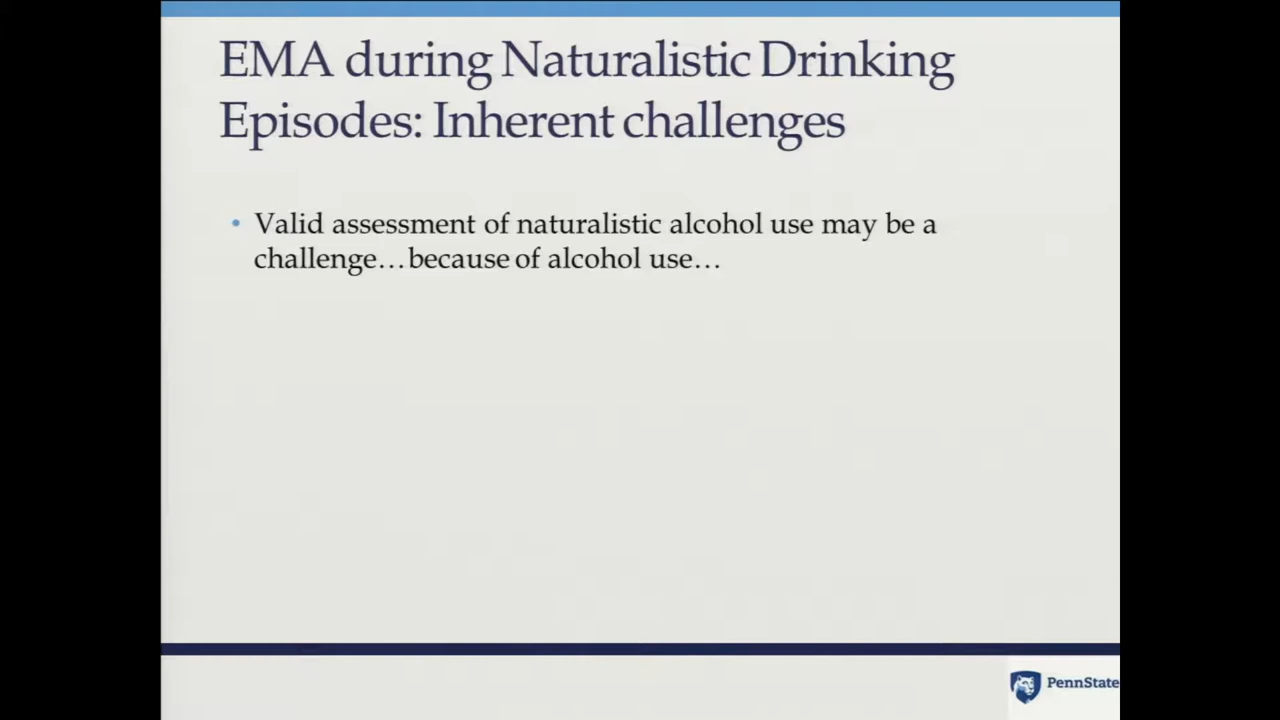 EMA during Naturalistic Drinking
Episodes: Inherent challenges
• Valid assessment of naturalistic alcohol use may be a
challenge…because of alcohol use…
PennState